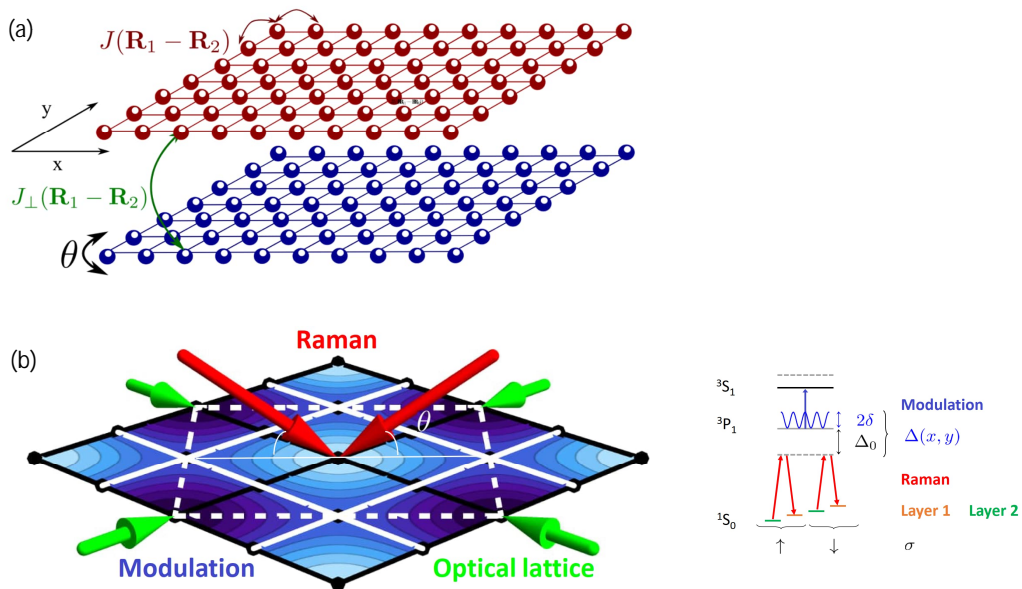 (a)
J(R₁ − R₂)
y
x
J⊥(R₁ − R₂)
θ
(b)
Raman
θ
Modulation
Optical lattice
³S₁
³P₁
2δ
Δ₀
Modulation
Δ(x, y)
Raman
¹S₀
Layer 1 Layer 2
↑ ↓ σ